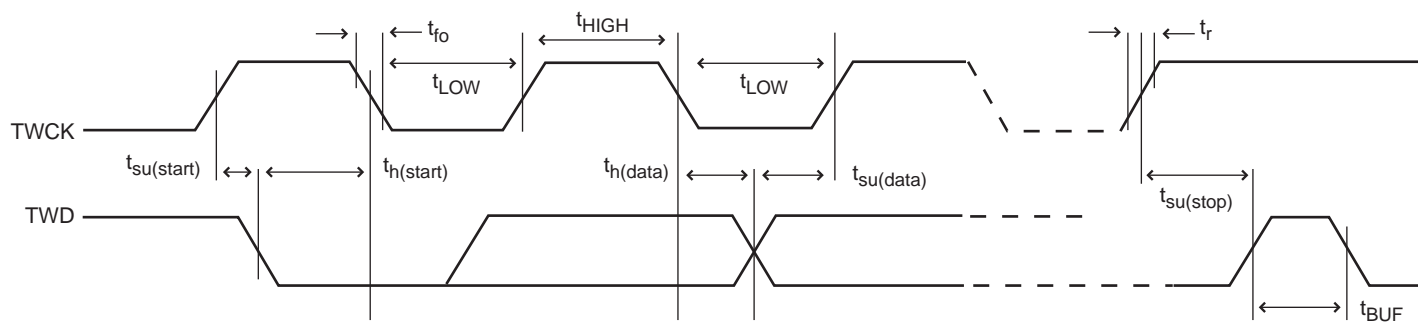 tHIGH
tfo
tr
tLOW
tLOW
TWCK
tsu(start)
th(start)
th(data)
tsu(data)
tsu(stop)
TWD
tBUF